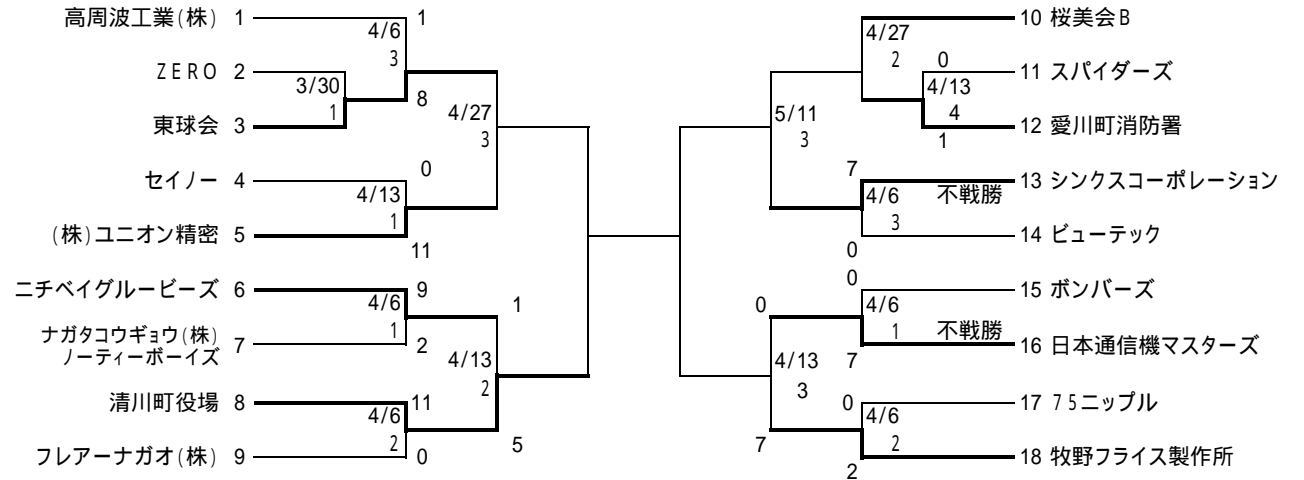 高周波工業(株) 1
1
4/6
3
ZERO 2
3/30
1
8
東球会 3
4/27
3
セイノー 4
0
4/13
1
(株)ユニオン精密 5
11
ニチベイグルービーズ 6
9
4/6
1
1
ナガタコウギョウ(株)
ノーティーボーイズ 7
2
4/13
2
清川町役場 8
11
4/6
2
フレアーナガオ(株) 9
0
5
10 桜美会B
4/27
2
0
11 スパイダーズ
4/13
4
12 愛川町消防署
1
5/11
3
7
13 シンクスコーポレーション
4/6
不戦勝
3
14 ビューテック
0
0
15 ボンバーズ
0
4/6
1
不戦勝
16 日本通信機マスターズ
7
4/13
3
0
17 75ニップル
4/6
2
18 牧野フライス製作所
7
2